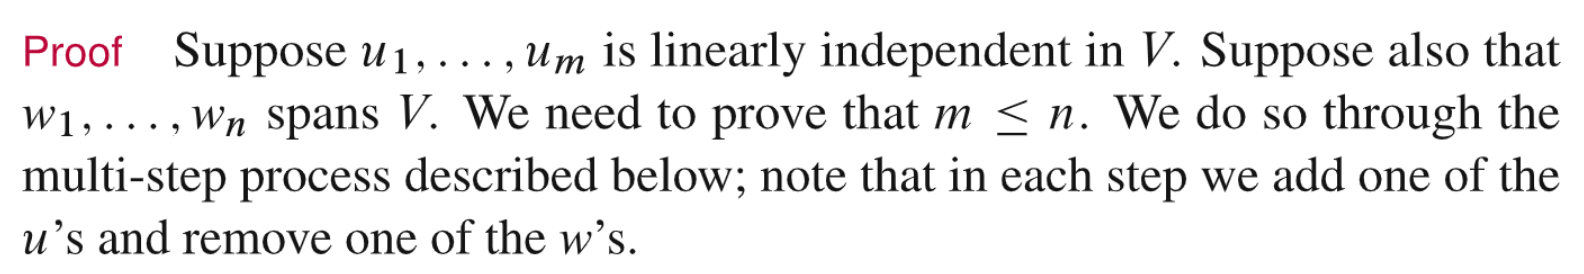 Proof Suppose u1, . . . , um is linearly independent in V. Suppose also that
w1, . . . , wn spans V. We need to prove that m ≤ n. We do so through the
multi-step process described below; note that in each step we add one of the
u’s and remove one of the w’s.